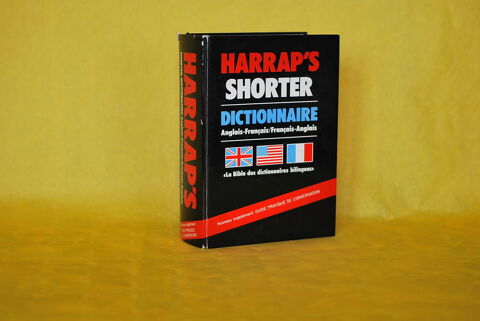 HARRAP'S
SHORTER
DICTIONNAIRE
Anglais-Français/Français-Anglais
«La Bible des dictionnaires bilingues»
Nouveau supplément: GUIDE PRATIQUE DE CONVERSATION
HARRAP'S